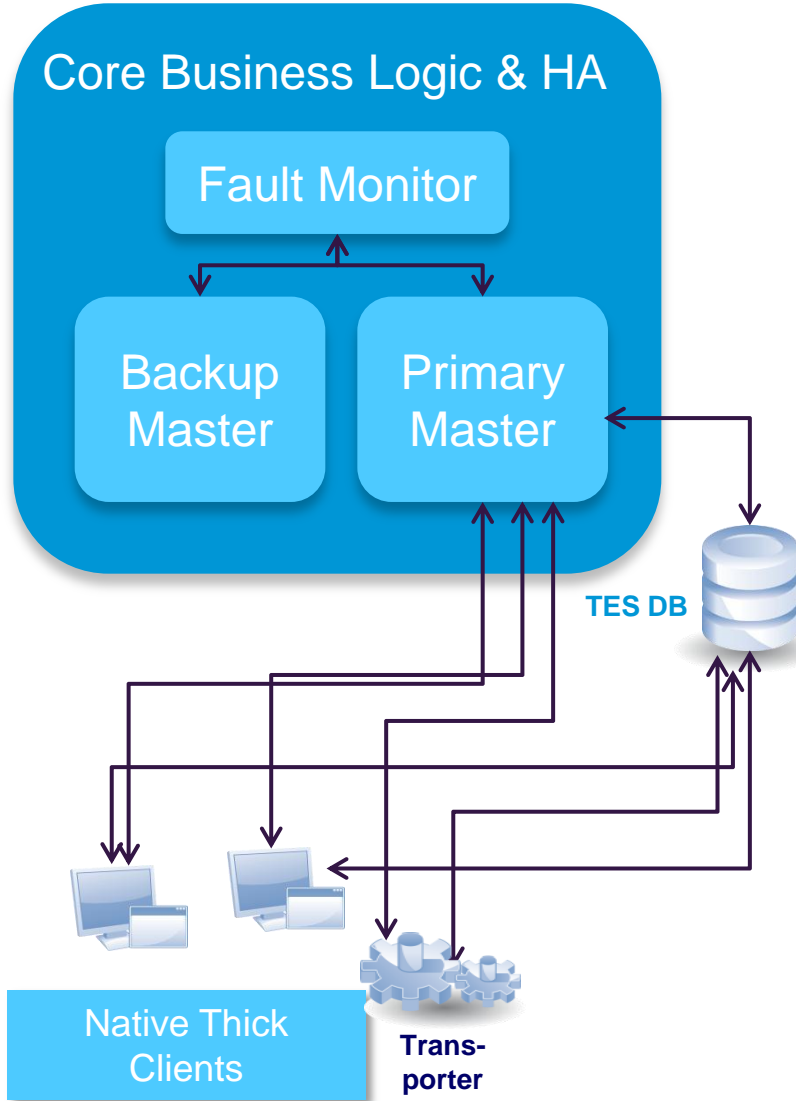 Core Business Logic & HA
Fault Monitor
Backup
Master
Primary
Master
TES DB
Native Thick
Clients
Trans-
porter